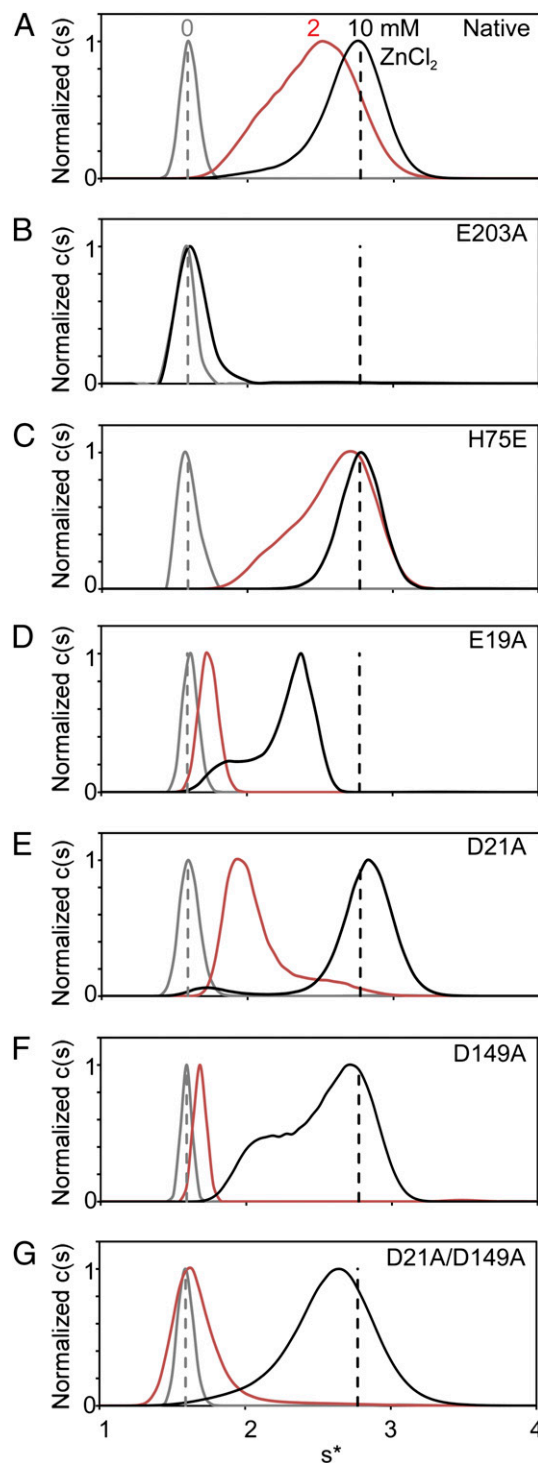 A
0 2 10 mM Native
ZnCl₂
Normalized c(s)
1
0
B
E203A
Normalized c(s)
1
0
C
H75E
Normalized c(s)
1
0
D
E19A
Normalized c(s)
1
0
E
D21A
Normalized c(s)
1
0
F
D149A
Normalized c(s)
1
0
G
D21A/D149A
Normalized c(s)
1
0
1 2 3 4
s*